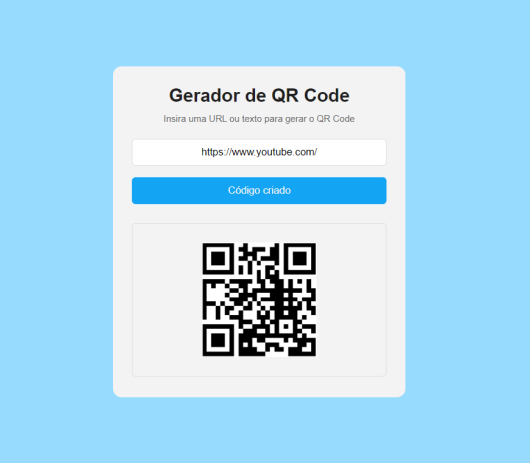 Gerador de QR Code
Insira uma URL ou texto para gerar o QR Code
https://www.youtube.com/
Código criado